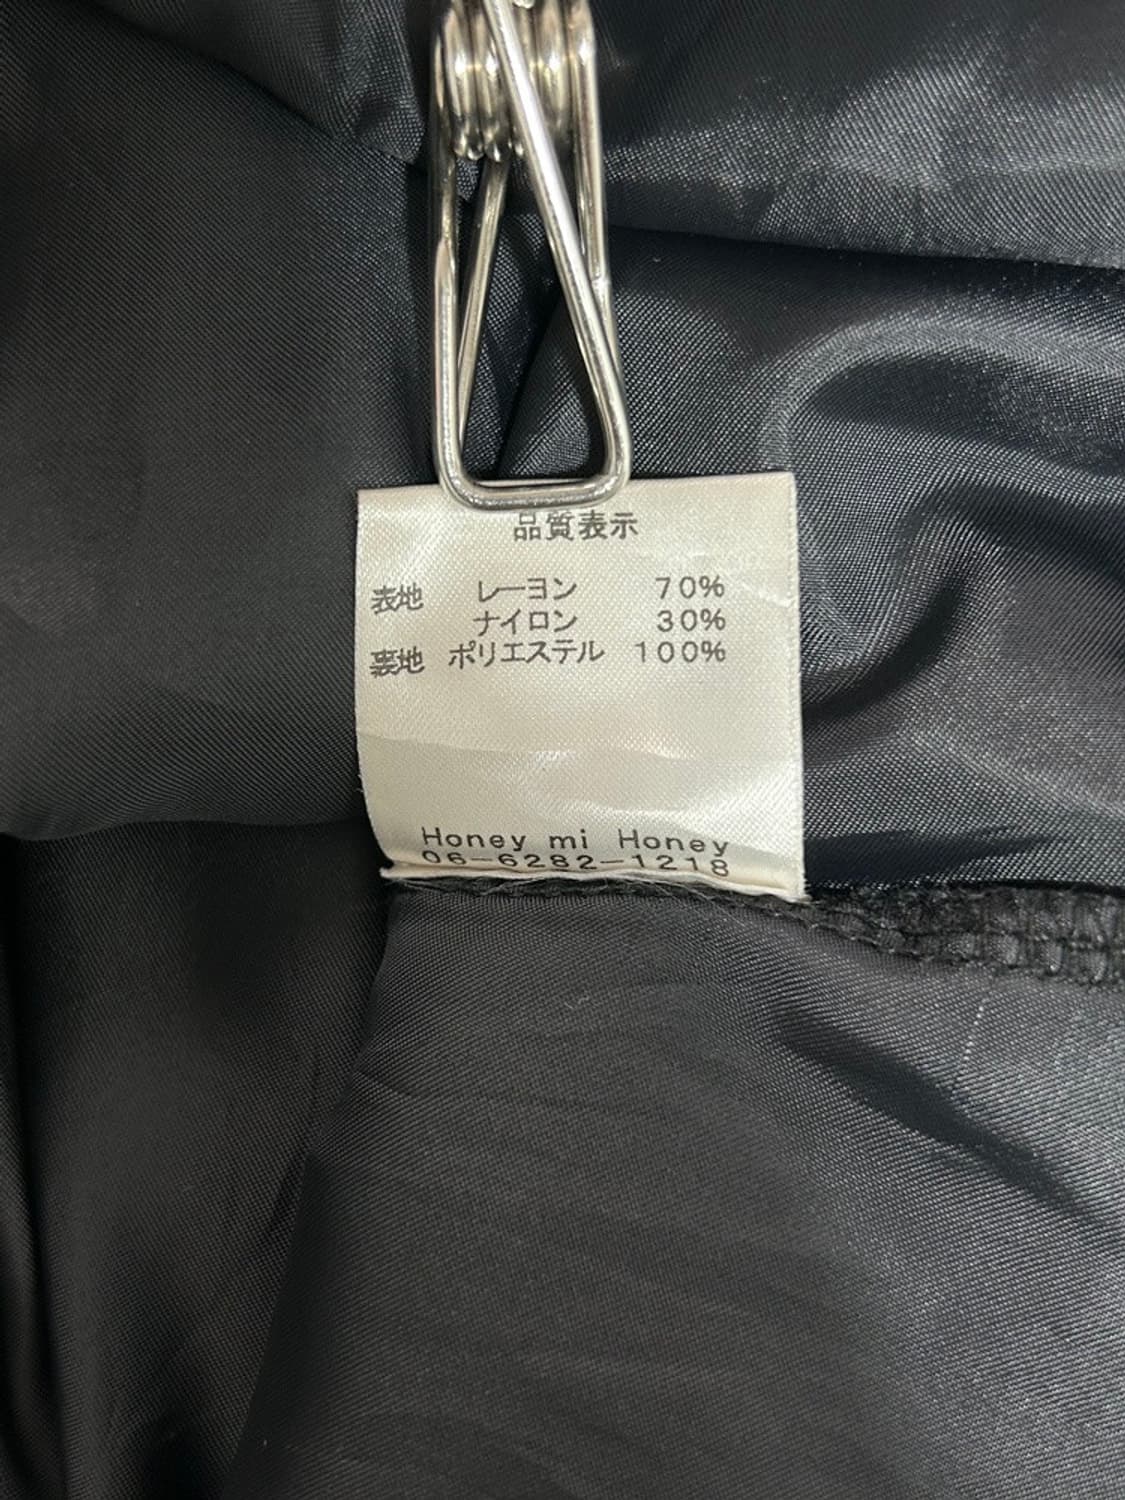 品質表示
表地 レーヨン 70%
ナイロン 30%
裏地 ポリエステル 100%
Honey mi Honey
06-6282-1218